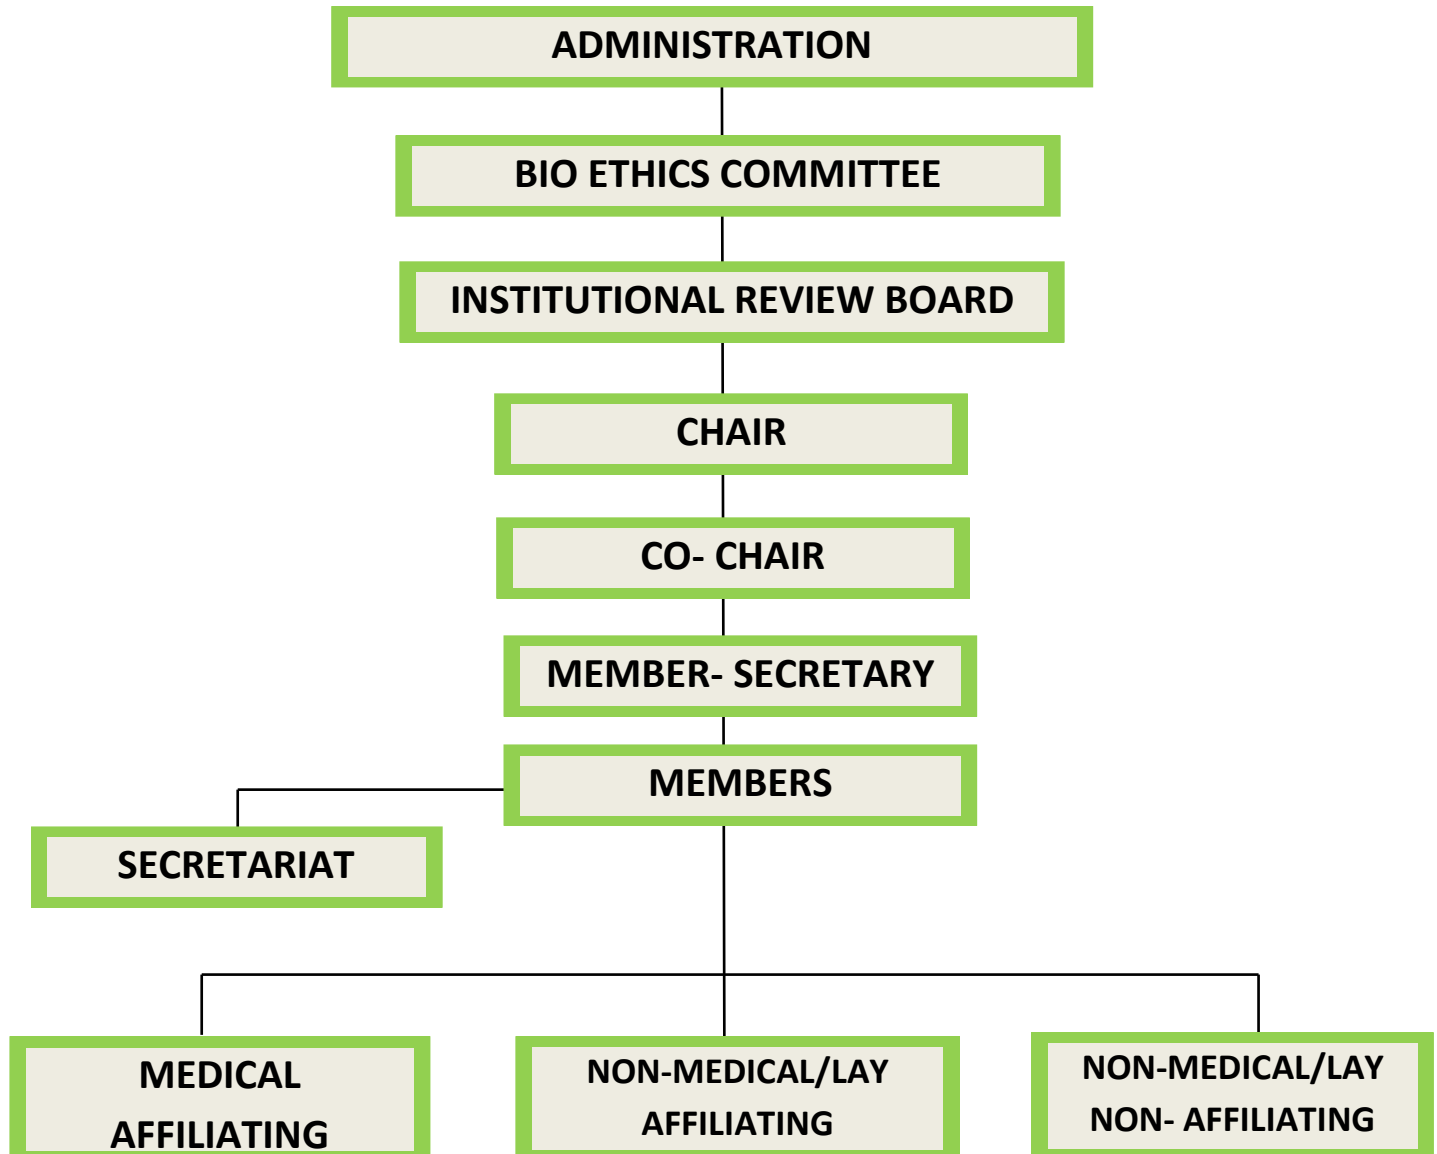 ADMINISTRATION
BIO ETHICS COMMITTEE
INSTITUTIONAL REVIEW BOARD
CHAIR
CO- CHAIR
MEMBER- SECRETARY
MEMBERS
SECRETARIAT
MEDICAL
AFFILIATING
NON-MEDICAL/LAY
AFFILIATING
NON-MEDICAL/LAY
NON- AFFILIATING